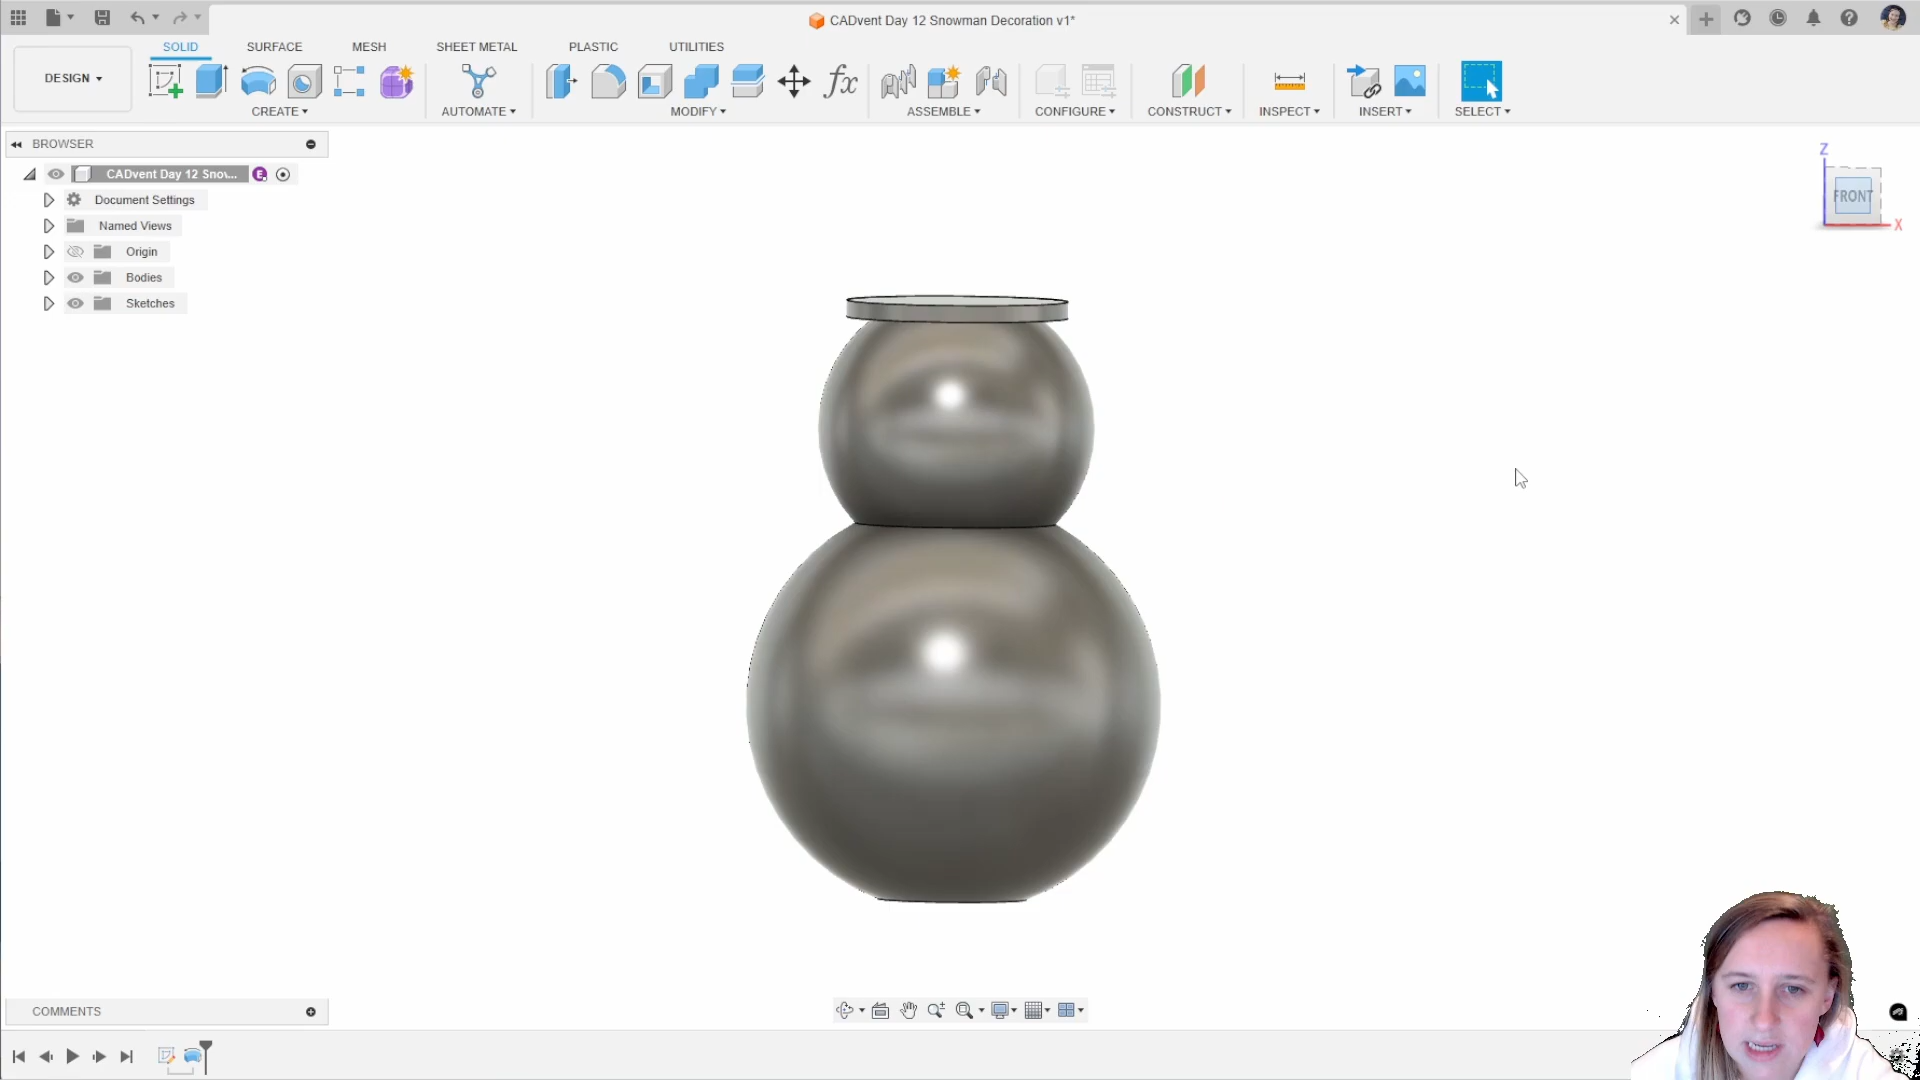 CADvent Day 12 Snowman Decoration v1*
SOLID SURFACE MESH SHEET METAL PLASTIC UTILITIES
DESIGN
CREATE AUTOMATE MODIFY ASSEMBLE CONFIGURE CONSTRUCT INSPECT INSERT SELECT
fx
BROWSER
CADvent Day 12 Snow...
E
Document Settings
Named Views
Origin
Bodies
Sketches
Z
FRONT
X
COMMENTS